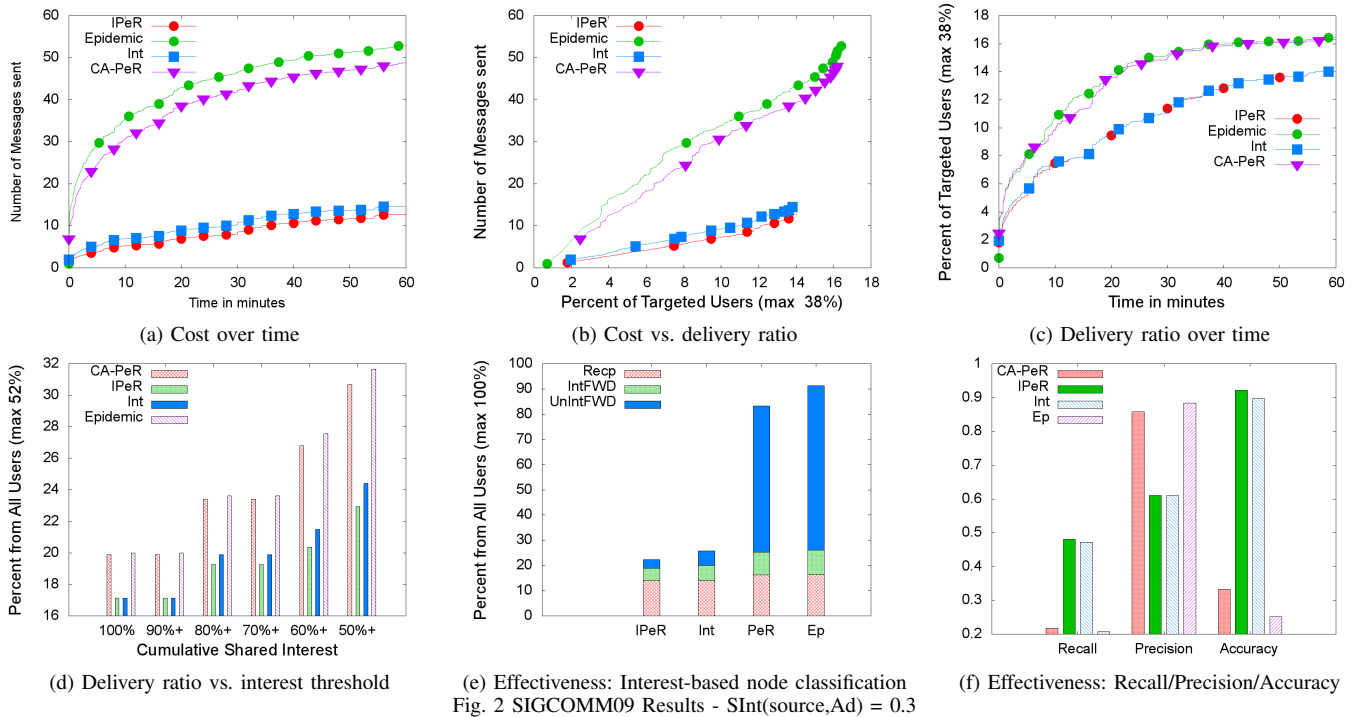 IPeR
Epidemic
Int
CA-PeR
Number of Messages sent
60
50
40
30
20
10
0
0 10 20 30 40 50 60
Time in minutes
(a) Cost over time
IPeR
Epidemic
Int
CA-PeR
Number of Messages sent
60
50
40
30
20
10
0
0 2 4 6 8 10 12 14 16 18
Percent of Targeted Users (max 38%)
(b) Cost vs. delivery ratio
Percent of Targeted Users (max 38%)
18
16
14
12
10
8
6
4
2
0
IPeR
Epidemic
Int
CA-PeR
0 10 20 30 40 50 60
Time in minutes
(c) Delivery ratio over time
CA-PeR
IPeR
Int
Epidemic
Percent from All Users (max 52%)
32
30
28
26
24
22
20
18
16
100% 90%+ 80%+ 70%+ 60%+ 50%+
Cumulative Shared Interest
(d) Delivery ratio vs. interest threshold
Recp
IntFWD
UnIntFWD
Percent from All Users (max 100%)
100
90
80
70
60
50
40
30
20
10
0
IPeR Int PeR Ep
(e) Effectiveness: Interest-based node classification
CA-PeR
IPeR
Int
Ep
1
0.9
0.8
0.7
0.6
0.5
0.4
0.3
0.2
Recall Precision Accuracy
(f) Effectiveness: Recall/Precision/Accuracy
Fig. 2 SIGCOMM09 Results - SInt(source,Ad) = 0.3